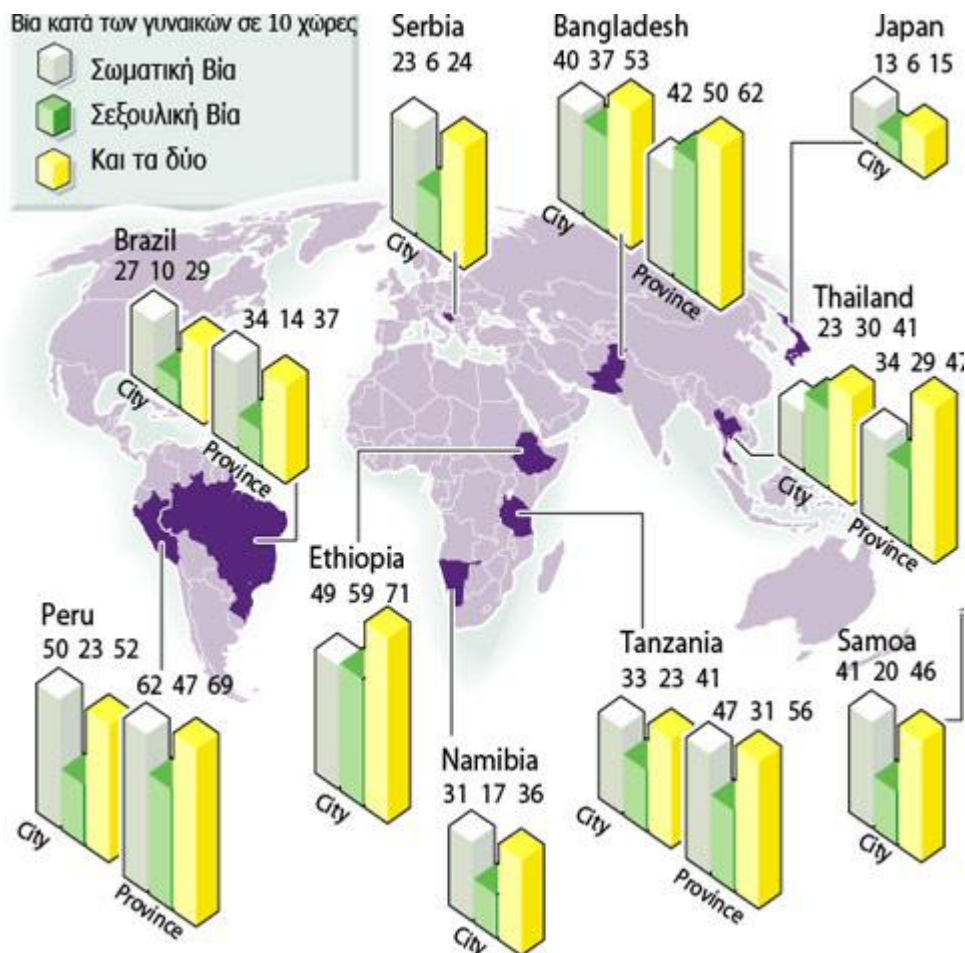 Βία κατά των γυναικών σε 10 χώρες
Σωματική Βία
Σεξουλική Βία
Και τα δύο
Serbia
23 6 24
City
Bangladesh
40 37 53
City
42 50 62
Province
Japan
13 6 15
City
Brazil
27 10 29
City
34 14 37
Province
Thailand
23 30 41
City
34 29 47
Province
Ethiopia
49 59 71
City
Peru
50 23 52
City
62 47 69
Province
Namibia
31 17 36
City
Tanzania
33 23 41
City
47 31 56
Province
Samoa
41 20 46
City